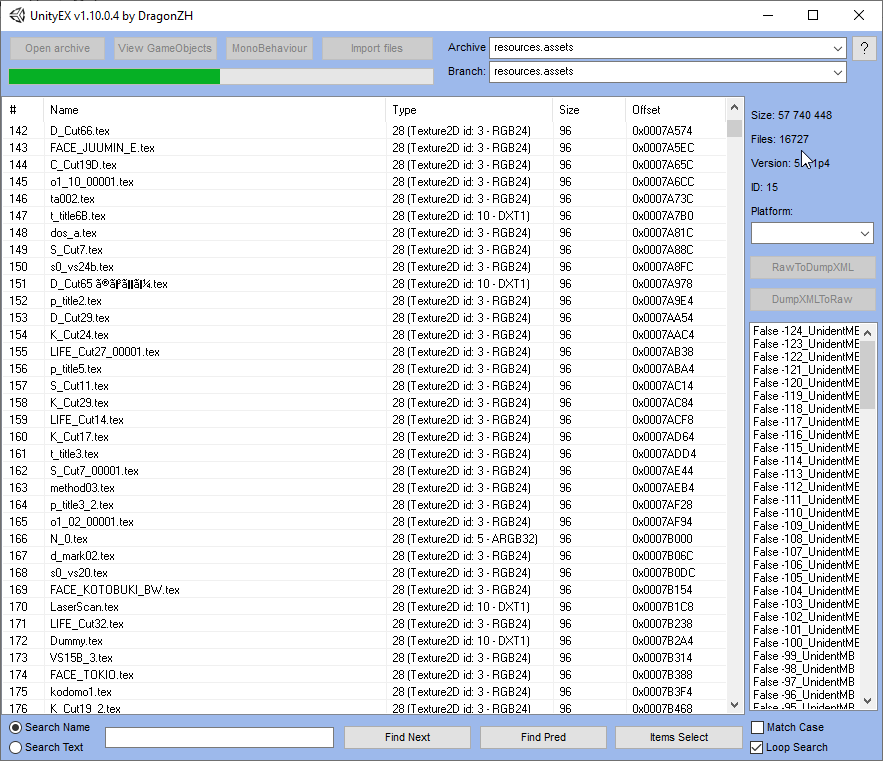 UnityEX v1.10.0.4 by DragonZH
Open archive View GameObjects MonoBehaviour Import files
Archive resources.assets ?
Branch: resources.assets
# Name Type Size Offset
142 D_Cut66.tex 28 (Texture2D id: 3 - RGB24) 96 0x0007A574
143 FACE_JUUMIN_E.tex 28 (Texture2D id: 3 - RGB24) 96 0x0007A5EC
144 C_Cut19D.tex 28 (Texture2D id: 3 - RGB24) 96 0x0007A65C
145 o1_10_00001.tex 28 (Texture2D id: 3 - RGB24) 96 0x0007A6CC
146 ta002.tex 28 (Texture2D id: 3 - RGB24) 96 0x0007A73C
147 t_title6B.tex 28 (Texture2D id: 10 - DXT1) 96 0x0007A7B0
148 dos_a.tex 28 (Texture2D id: 3 - RGB24) 96 0x0007A81C
149 S_Cut7.tex 28 (Texture2D id: 3 - RGB24) 96 0x0007A88C
150 s0_vs24b.tex 28 (Texture2D id: 3 - RGB24) 96 0x0007A8FC
151 D_Cut65 .tex 28 (Texture2D id: 10 - DXT1) 96 0x0007A978
152 p_title2.tex 28 (Texture2D id: 3 - RGB24) 96 0x0007A9E4
153 D_Cut29.tex 28 (Texture2D id: 3 - RGB24) 96 0x0007AA54
154 K_Cut24.tex 28 (Texture2D id: 3 - RGB24) 96 0x0007AAC4
155 LIFE_Cut27_00001.tex 28 (Texture2D id: 3 - RGB24) 96 0x0007AB38
156 p_title5.tex 28 (Texture2D id: 3 - RGB24) 96 0x0007ABA4
157 S_Cut11.tex 28 (Texture2D id: 3 - RGB24) 96 0x0007AC14
158 K_Cut29.tex 28 (Texture2D id: 3 - RGB24) 96 0x0007AC84
159 LIFE_Cut14.tex 28 (Texture2D id: 3 - RGB24) 96 0x0007ACF8
160 K_Cut17.tex 28 (Texture2D id: 3 - RGB24) 96 0x0007AD64
161 t_title3.tex 28 (Texture2D id: 3 - RGB24) 96 0x0007ADD4
162 S_Cut7_00001.tex 28 (Texture2D id: 3 - RGB24) 96 0x0007AE44
163 method03.tex 28 (Texture2D id: 3 - RGB24) 96 0x0007AEB4
164 p_title3_2.tex 28 (Texture2D id: 3 - RGB24) 96 0x0007AF28
165 o1_02_00001.tex 28 (Texture2D id: 3 - RGB24) 96 0x0007AF94
166 N_0.tex 28 (Texture2D id: 5 - ARGB32) 96 0x0007B000
167 d_mark02.tex 28 (Texture2D id: 3 - RGB24) 96 0x0007B06C
168 s0_vs20.tex 28 (Texture2D id: 3 - RGB24) 96 0x0007B0DC
169 FACE_KOTOBUKI_BW.tex 28 (Texture2D id: 3 - RGB24) 96 0x0007B154
170 LaserScan.tex 28 (Texture2D id: 10 - DXT1) 96 0x0007B1C8
171 LIFE_Cut32.tex 28 (Texture2D id: 3 - RGB24) 96 0x0007B238
172 Dummy.tex 28 (Texture2D id: 10 - DXT1) 96 0x0007B2A4
173 VS15B_3.tex 28 (Texture2D id: 3 - RGB24) 96 0x0007B314
174 FACE_TOKIO.tex 28 (Texture2D id: 3 - RGB24) 96 0x0007B388
175 kodomo1.tex 28 (Texture2D id: 3 - RGB24) 96 0x0007B3F4
176 K_Cut19_2.tex 28 (Texture2D id: 3 - RGB24) 96 0x0007B468
Size: 57 740 448
Files: 16727
Version:
ID: 15
Platform:
RawToDumpXML
DumpXMLToRaw
False -124_UnidentMB
False -123_UnidentMB
False -122_UnidentMB
False -121_UnidentMB
False -120_UnidentMB
False -119_UnidentMB
False -118_UnidentMB
False -117_UnidentMB
False -116_UnidentMB
False -115_UnidentMB
False -114_UnidentMB
False -113_UnidentMB
False -112_UnidentMB
False -111_UnidentMB
False -110_UnidentMB
False -109_UnidentMB
False -108_UnidentMB
False -107_UnidentMB
False -106_UnidentMB
False -105_UnidentMB
False -104_UnidentMB
False -103_UnidentMB
False -102_UnidentMB
False -101_UnidentMB
False -100_UnidentMB
False -99_UnidentMB
False -98_UnidentMB
False -97_UnidentMB
False -96_UnidentMB
False -95_UnidentMB
Search Name
Search Text
Find Next Find Pred Items Select
Match Case
Loop Search